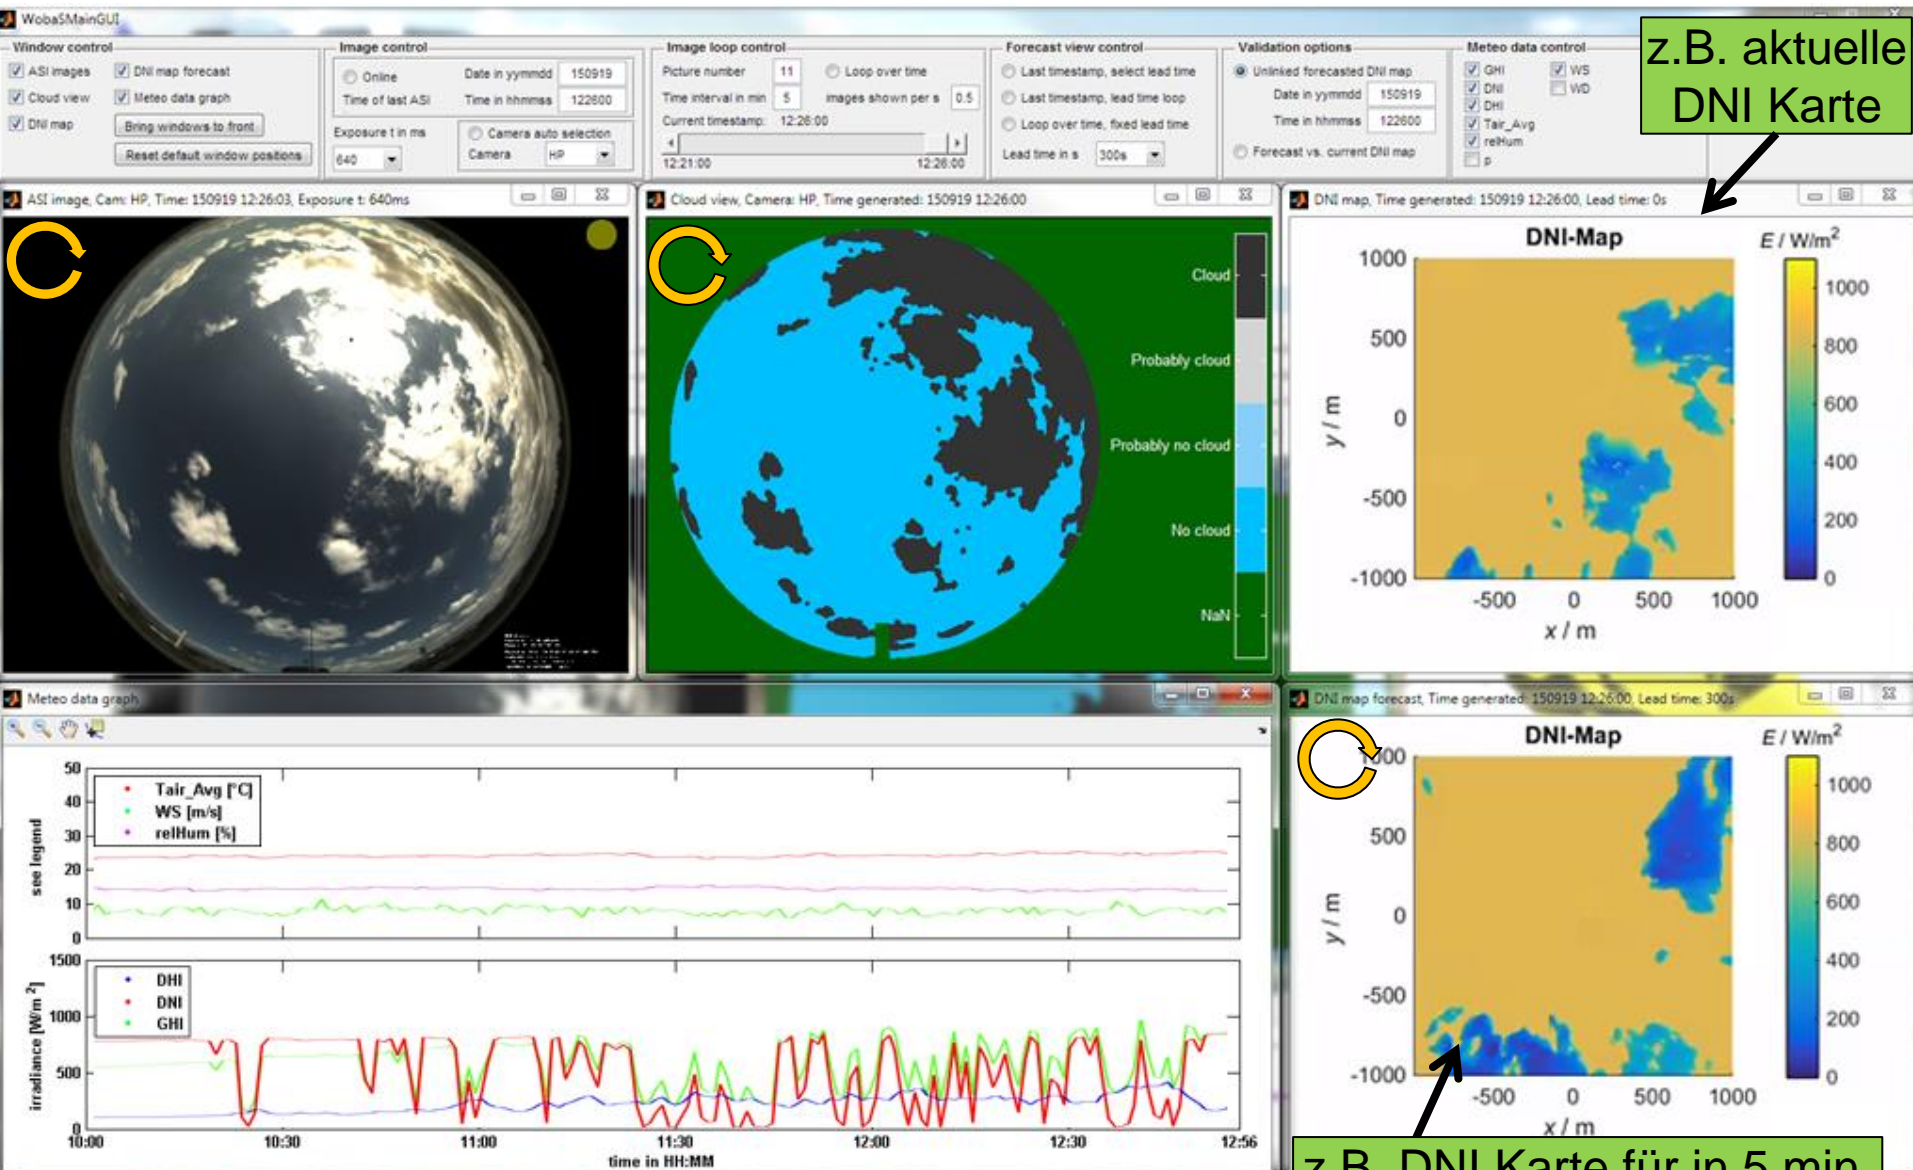 WobaSMainGUI
Window control
ASI images
DNI map forecast
Cloud view
Meteo data graph
DNI map
Bring windows to front
Reset default window positions
Image control
Online
Date in yymmdd 150919
Time of last ASI
Time in hhmmss 122600
Exposure t in ms
Camera auto selection
640
Camera HP
Image loop control
Picture number 11
Loop over time
Time interval in min 5
images shown per s 0.5
Current timestamp: 12:26:00
12:21:00
12:26:00
Forecast view control
Last timestamp, select lead time
Last timestamp, lead time loop
Loop over time, fixed lead time
Lead time in s 300s
Validation options
Unlinked forecasted DNI map
Date in yymmdd 150919
Time in hhmmss 122600
Forecast vs. current DNI map
Meteo data control
GHI
WS
DNI
WD
DHI
Tair_Avg
relHum
p
z.B. aktuelle
DNI Karte
ASI image, Cam: HP, Time: 150919 12:26:03, Exposure t: 640ms
Cloud view, Camera: HP, Time generated: 150919 12:26:00
Cloud
Probably cloud
Probably no cloud
No cloud
NaN
DNI map, Time generated: 150919 12:26:00, Lead time: 0s
DNI-Map
E / W/m2
1000
500
0
-500
-1000
y / m
-500
0
500
1000
x / m
1000
800
600
400
200
0
Meteo data graph
50
40
30
20
10
0
see legend
Tair_Avg [°C]
WS [m/s]
relHum [%]
1500
1000
500
0
irradiance [W/m 2]
DHI
DNI
GHI
10:00
10:30
11:00
11:30
12:00
12:30
12:56
time in HH:MM
DNI map forecast, Time generated: 150919 12:26:00, Lead time: 300s
DNI-Map
E / W/m2
500
0
-500
-1000
y / m
-500
0
500
1000
x / m
1000
800
600
400
200
0
z.B. DNI Karte für in 5 min